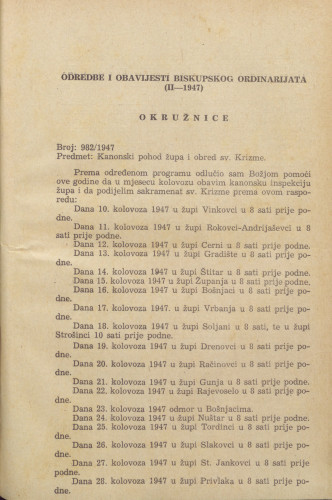 ODREDBE I OBAVIJESTI BISKUPSKOG ORDINARIJATA
(II—1947)
OKRUŽNICE
Broj: 982/1947
Predmet: Kanonski pohod župa i obred sv. Krizme.
Prema određenom programu odlučio sam Božjom pomoći
ove godine da u mjesecu kolovozu obavim kanonsku inspekciju
župa i da podijelim sakramenat sv. Krizme prema ovom raspo-
redu:
Dana 10. kolovoza 1947 u župi Vinkovci u 8 sati prije po-
dne.
Dana 11. kolovoza 1947 u župi Rokovci-Andrijaševci u 8
sati prije podne.
Dana 12. kolovoza 1947 u župi Cerni u 8 sati prije podne.
Dana 13. kolovoza 1947 u župi Gradište u 8 sati prije po-
dne.
Dana 14. kolovoza 1947 u župi Štitar u 8 sati prije podne.
Dana 15. kolovoza 1947 u župi Županja u 8 sati prije podne.
Dana 16. kolovoza 1947 u župi Bošnjaci u 8 sati prije po-
dne.
Dana 17. kolovoza 1947. u župi Vrbanja u 8 sati prije po-
dne.
Dana 18. kolovoza 1947 u župi Soljani u 8 sati, te u župi
Strošinci 10 sati prije podne.
Dana 19. kolovoza 1947 u župi Drenovci u 8 sati prije po-
dne.
Dana 20. kolovoza 1947 u župi Račinovci u 8 sati prije po-
dne.
Dana 21. kolovoza 1947 u župi Gunja u 8 sati prije podne.
Dana 22. kolovoza 1947 u župi Rajevoselo u 8 sati prije po-
dne.
Dana 23. kolovoza 1947 odmor u Bošnjacima.
Dana 24. kolovoza 1947 u župi Nuštar u 8 sati prije podne.
Dana 25. kolovoza 1947 u župi Tordinci u 8 sati prije po-
dne.
Dana 26. kolovoza 1947 u župi Slakovci u 8 sati prije po-
dne.
Dana 27. kolovoza 1947 u župi St. Jankovci u 8 sati prije
podne.
Dana 28. kolovoza 1947 u župi Privlaka u 8 sati prije po-
dne.